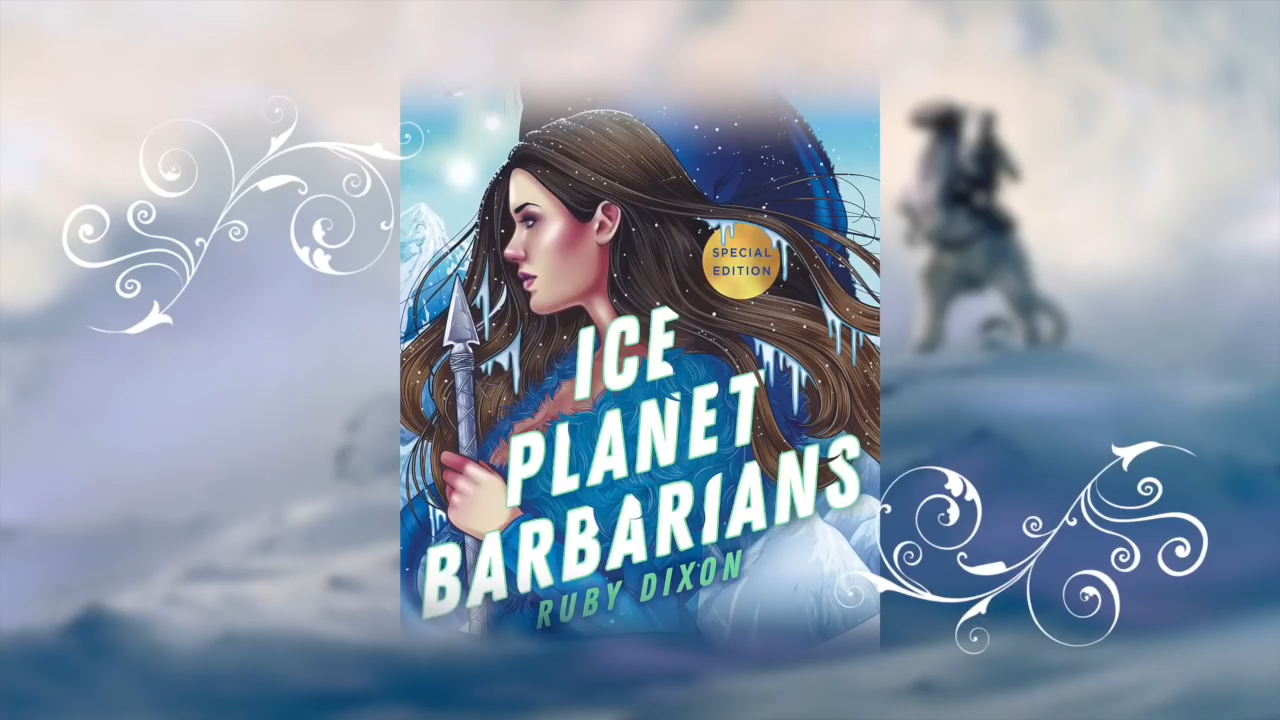 SPECIAL
EDITION
ICE
PLANET
BARBARIANS
RUBY DIXON